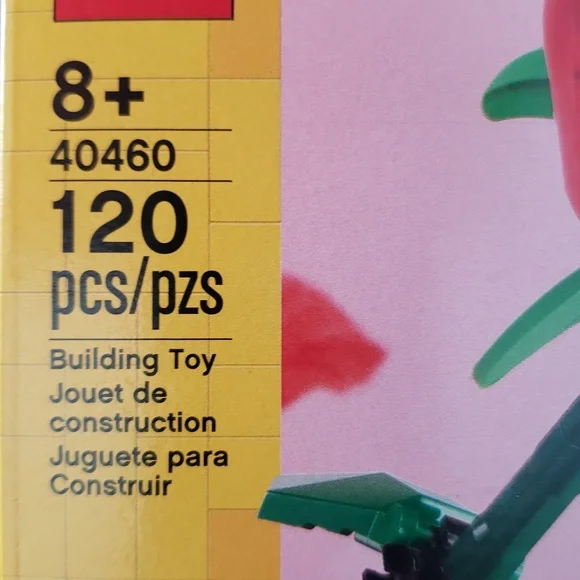 8+
40460
120
pcs/pzs
Building Toy
Jouet de
construction
Juguete para
Construir